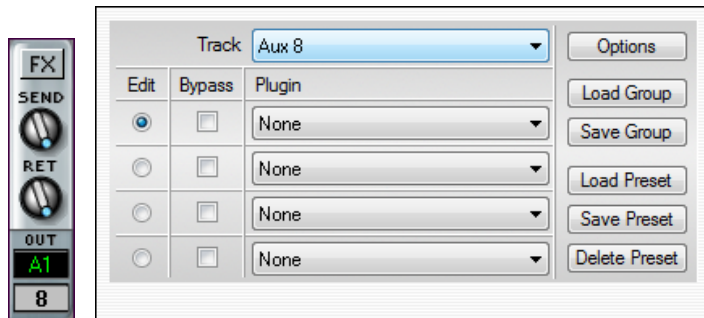 FX
SEND
RET
OUT
A1
8
Track Aux 8 Options
Edit Bypass Plugin Load Group
None Save Group
None Load Preset
None Save Preset
None Delete Preset